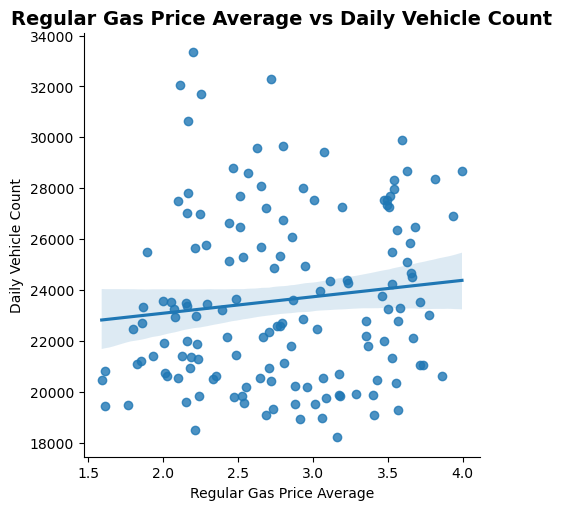 Regular Gas Price Average vs Daily Vehicle Count
34000
32000
30000
28000
26000
24000
22000
20000
18000
Daily Vehicle Count
1.5 2.0 2.5 3.0 3.5 4.0
Regular Gas Price Average